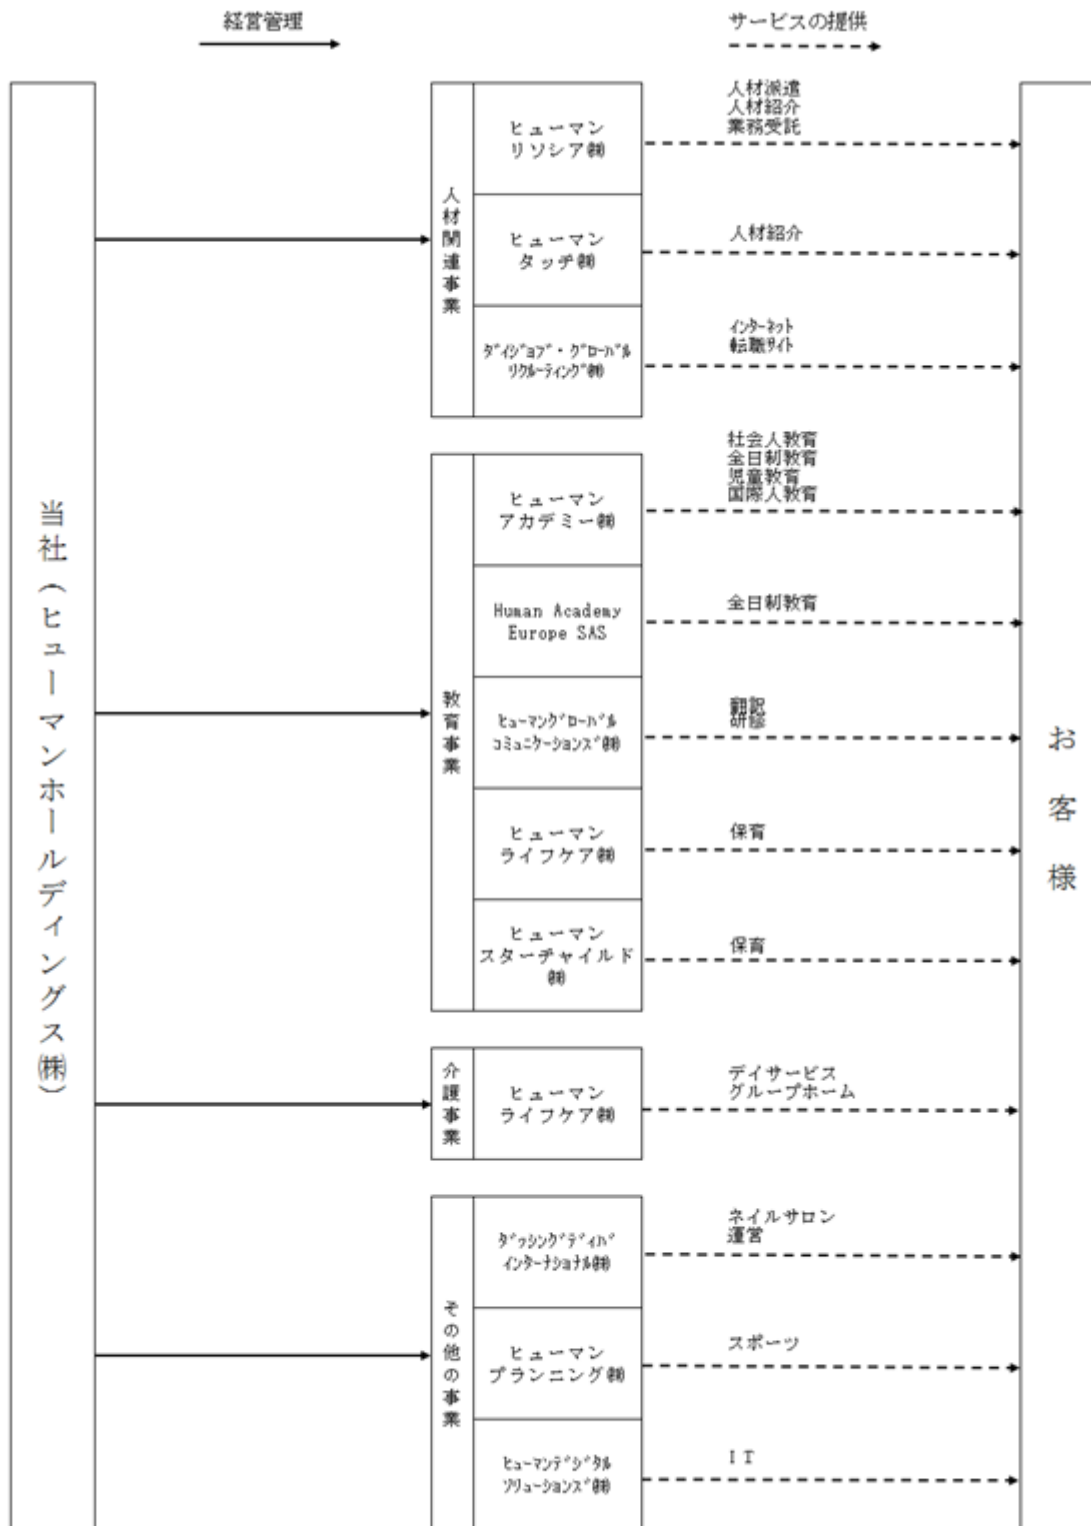 経営管理
サービスの提供
当社（ヒューマンホールディングス㈱）
人材関連事業
ヒューマン
リソシア㈱
人材派遣
人材紹介
業務受託
ヒューマン
タッチ㈱
人材紹介
ﾀﾞｲｼﾞｮﾌﾞ・ｸﾞﾛｰﾊﾞﾙ
ﾘｸﾙｰﾃｨﾝｸﾞ㈱
ｲﾝﾀｰﾈｯﾄ
転職ｻｲﾄ
教育事業
ヒューマン
アカデミー㈱
社会人教育
全日制教育
児童教育
国際人教育
Human Academy
Europe SAS
全日制教育
ﾋｭｰﾏﾝｸﾞﾛｰﾊﾞﾙ
ｺﾐｭﾆｹｰｼｮﾝｽﾞ㈱
翻訳
研修
ヒューマン
ライフケア㈱
保育
ヒューマン
スターチャイルド
㈱
保育
介護事業
ヒューマン
ライフケア㈱
デイサービス
グループホーム
その他の事業
ﾀﾞｯｼﾝｸﾞﾃﾞｨﾊﾞ
ｲﾝﾀｰﾅｼｮﾅﾙ㈱
ネイルサロン
運営
ヒューマン
プランニング㈱
スポーツ
ﾋｭｰﾏﾝﾃﾞｼﾞﾀﾙ
ｿﾘｭｰｼｮﾝｽﾞ㈱
ＩＴ
お客様